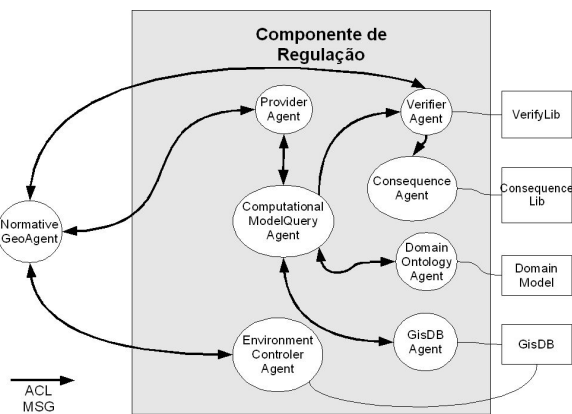 Componente de
Regulação
Provider
Agent
Verifier
Agent
VerifyLib
Consequence
Agent
Consequence
Lib
Normative
GeoAgent
Computational
ModelQuery
Agent
Domain
Ontology
Agent
Domain
Model
Environment
Controler
Agent
GisDB
Agent
GisDB
ACL
MSG